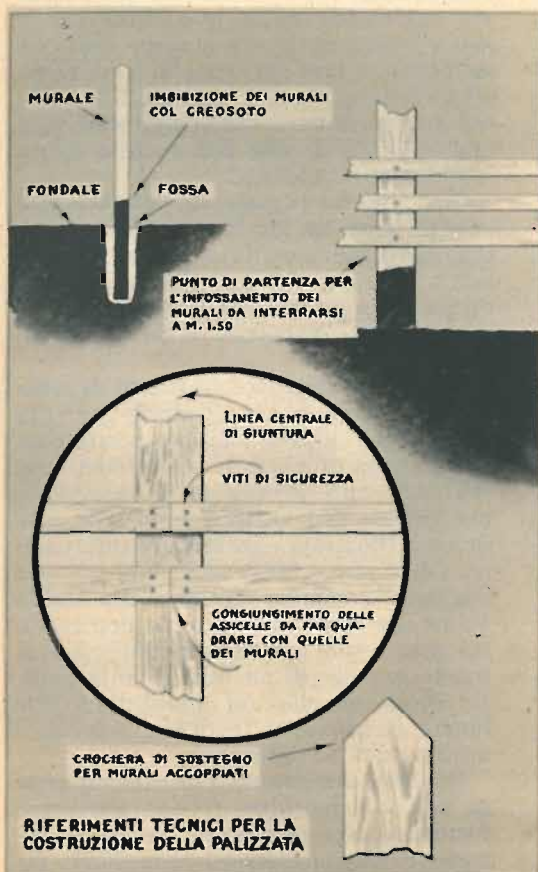 MURALE
IMBIBIZIONE DEI MURALI
COL CREOSOTO
FONDALE
FOSSA
PUNTO DI PARTENZA PER
L'INFOSSAMENTO DEI
MURALI DA INTERRARSI
A M. 1.50
LINEA CENTRALE
DI GIUNTURA
VITI DI SICUREZZA
CONGIUNGIMENTO DELLE
ASSICELLE DA FAR QUA-
DRARE CON QUELLE
DEI MURALI
CROCIERA DI SOSTEGNO
PER MURALI ACCOPPIATI
RIFERIMENTI TECNICI PER LA
COSTRUZIONE DELLA PALIZZATA